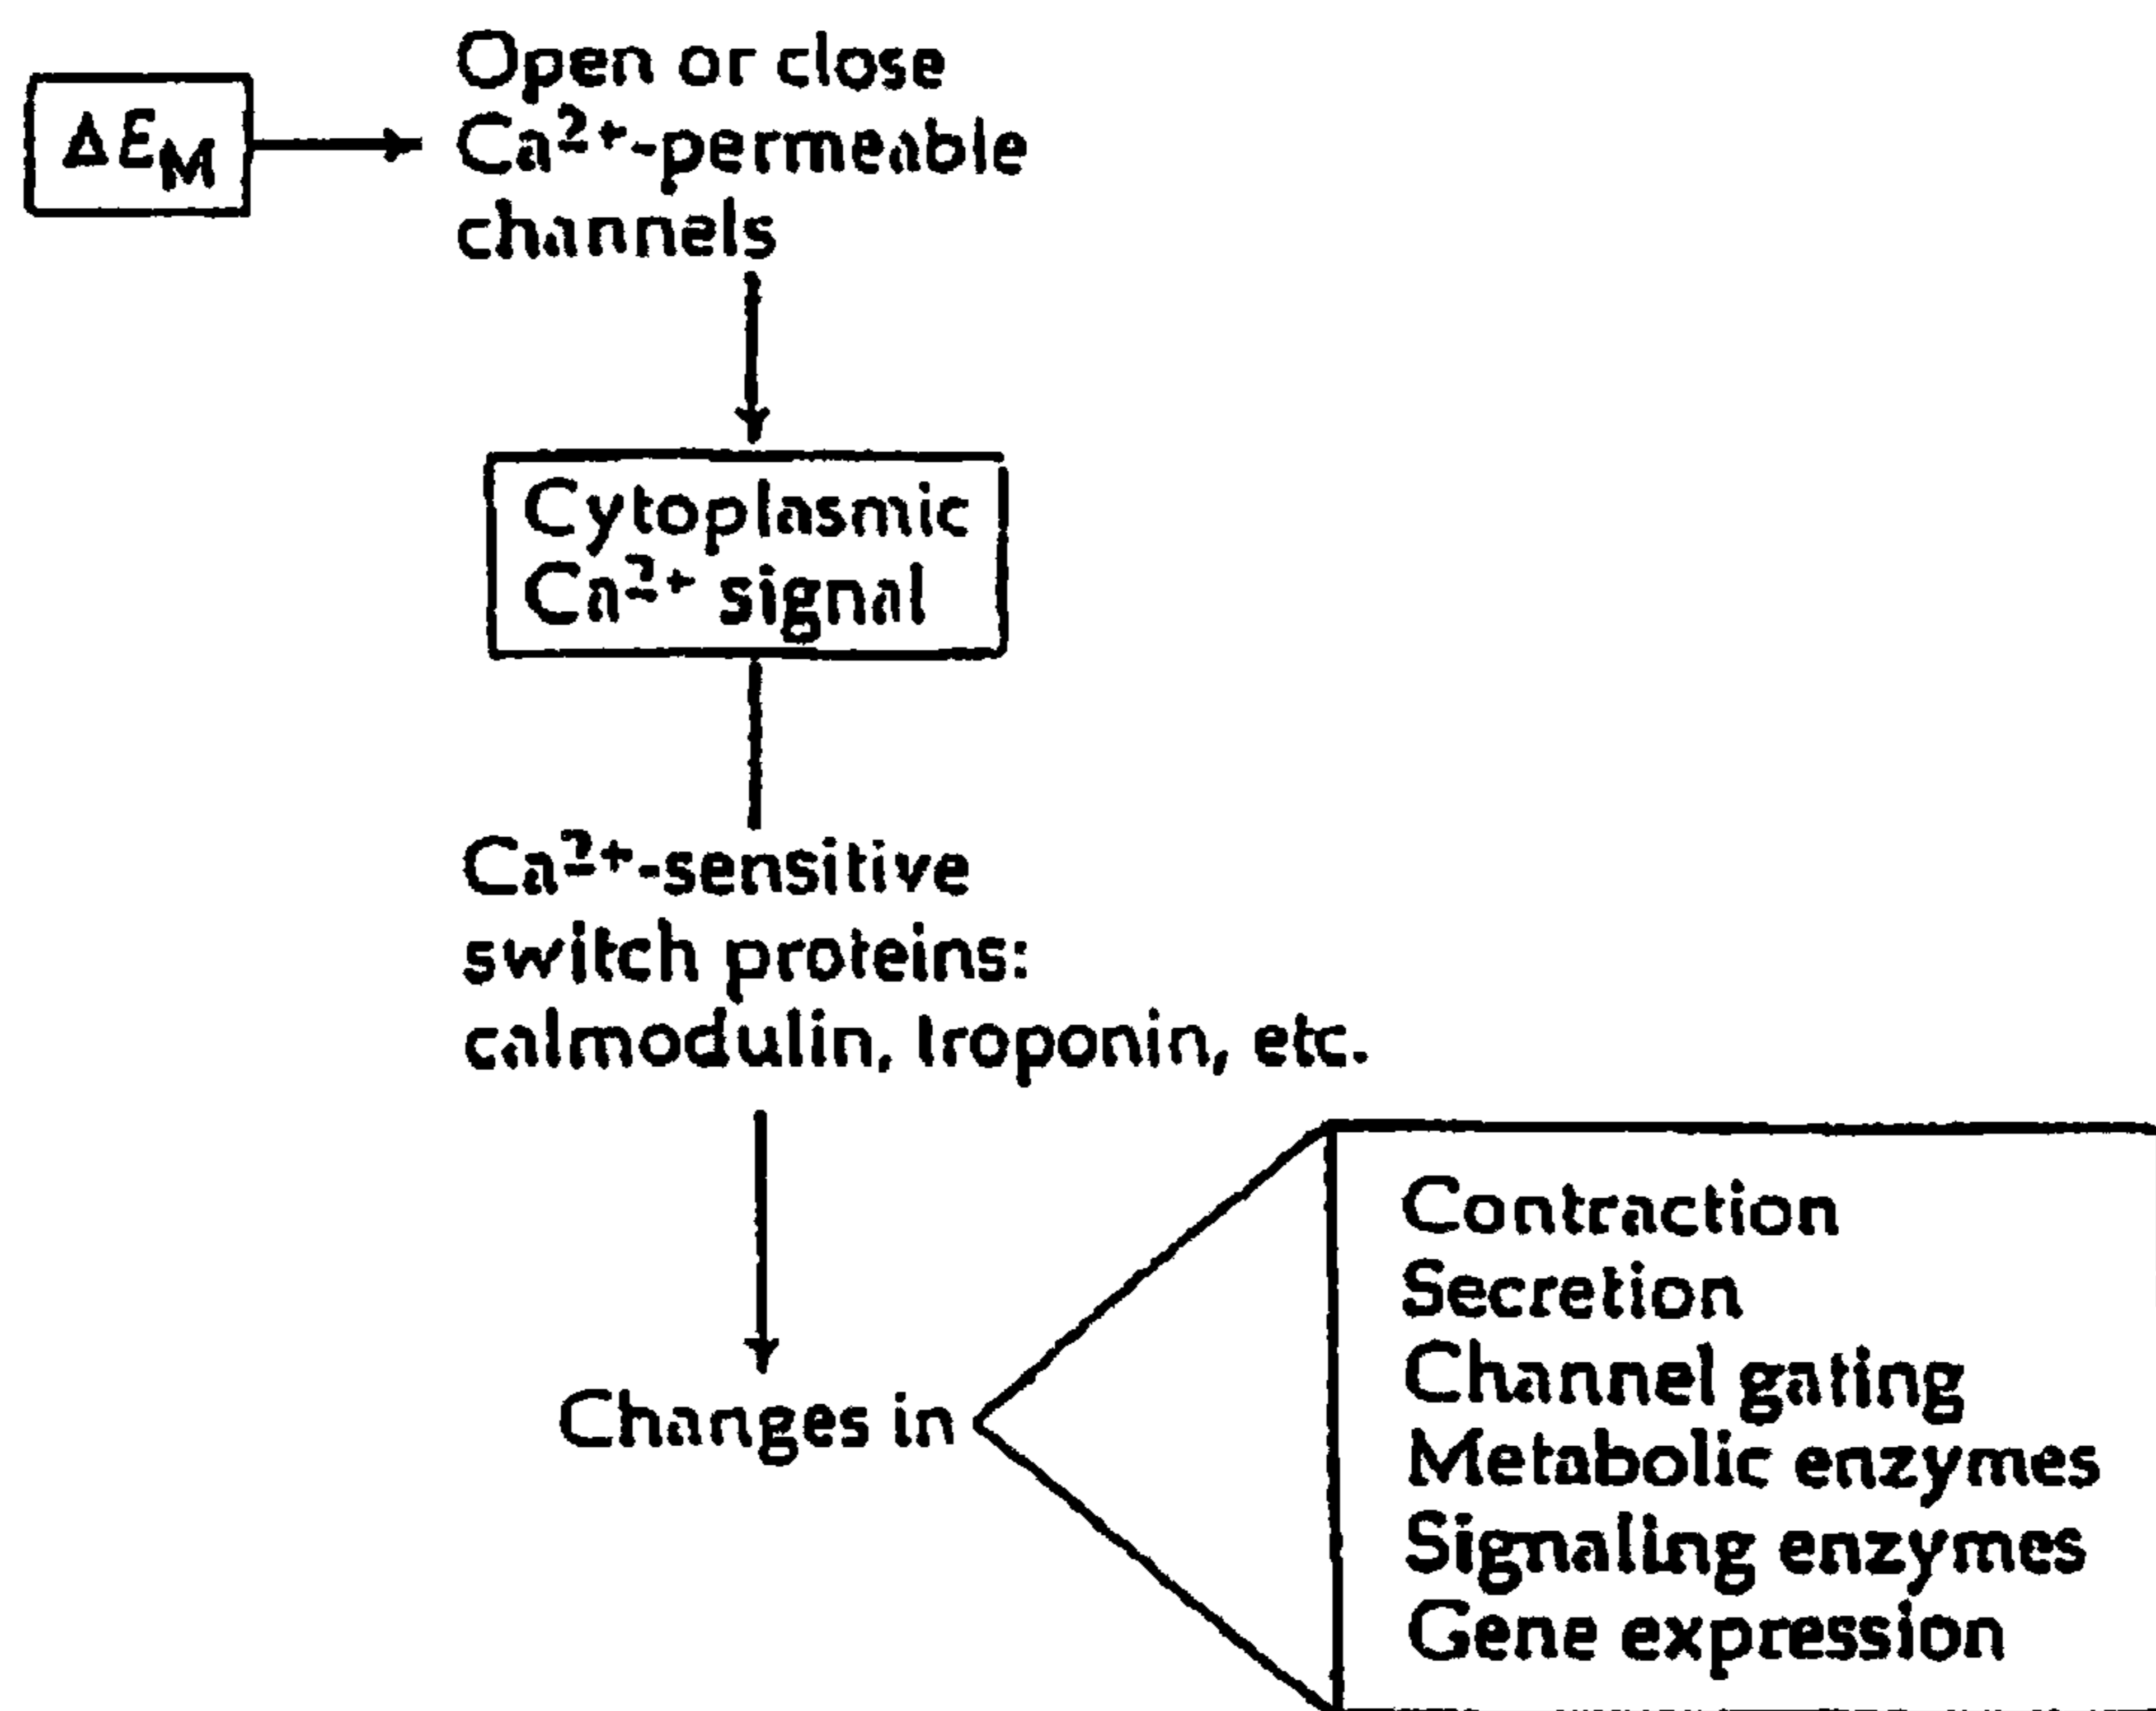 ΔEM
Open or close
Ca2+-permeable
channels
Cytoplasmic
Ca2+ signal
Ca2+-sensitive
switch proteins:
calmodulin, troponin, etc.
Changes in
Contraction
Secretion
Channel gating
Metabolic enzymes
Signaling enzymes
Gene expression